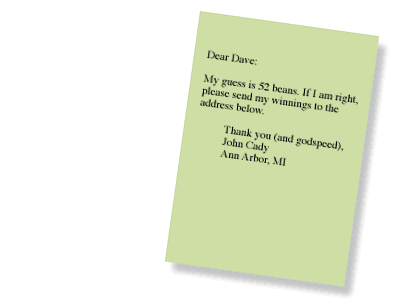 Dear Dave:
My guess is 52 beans. If I am right,
please send my winnings to the
address below.
Thank you (and godspeed),
John Cady
Ann Arbor, MI